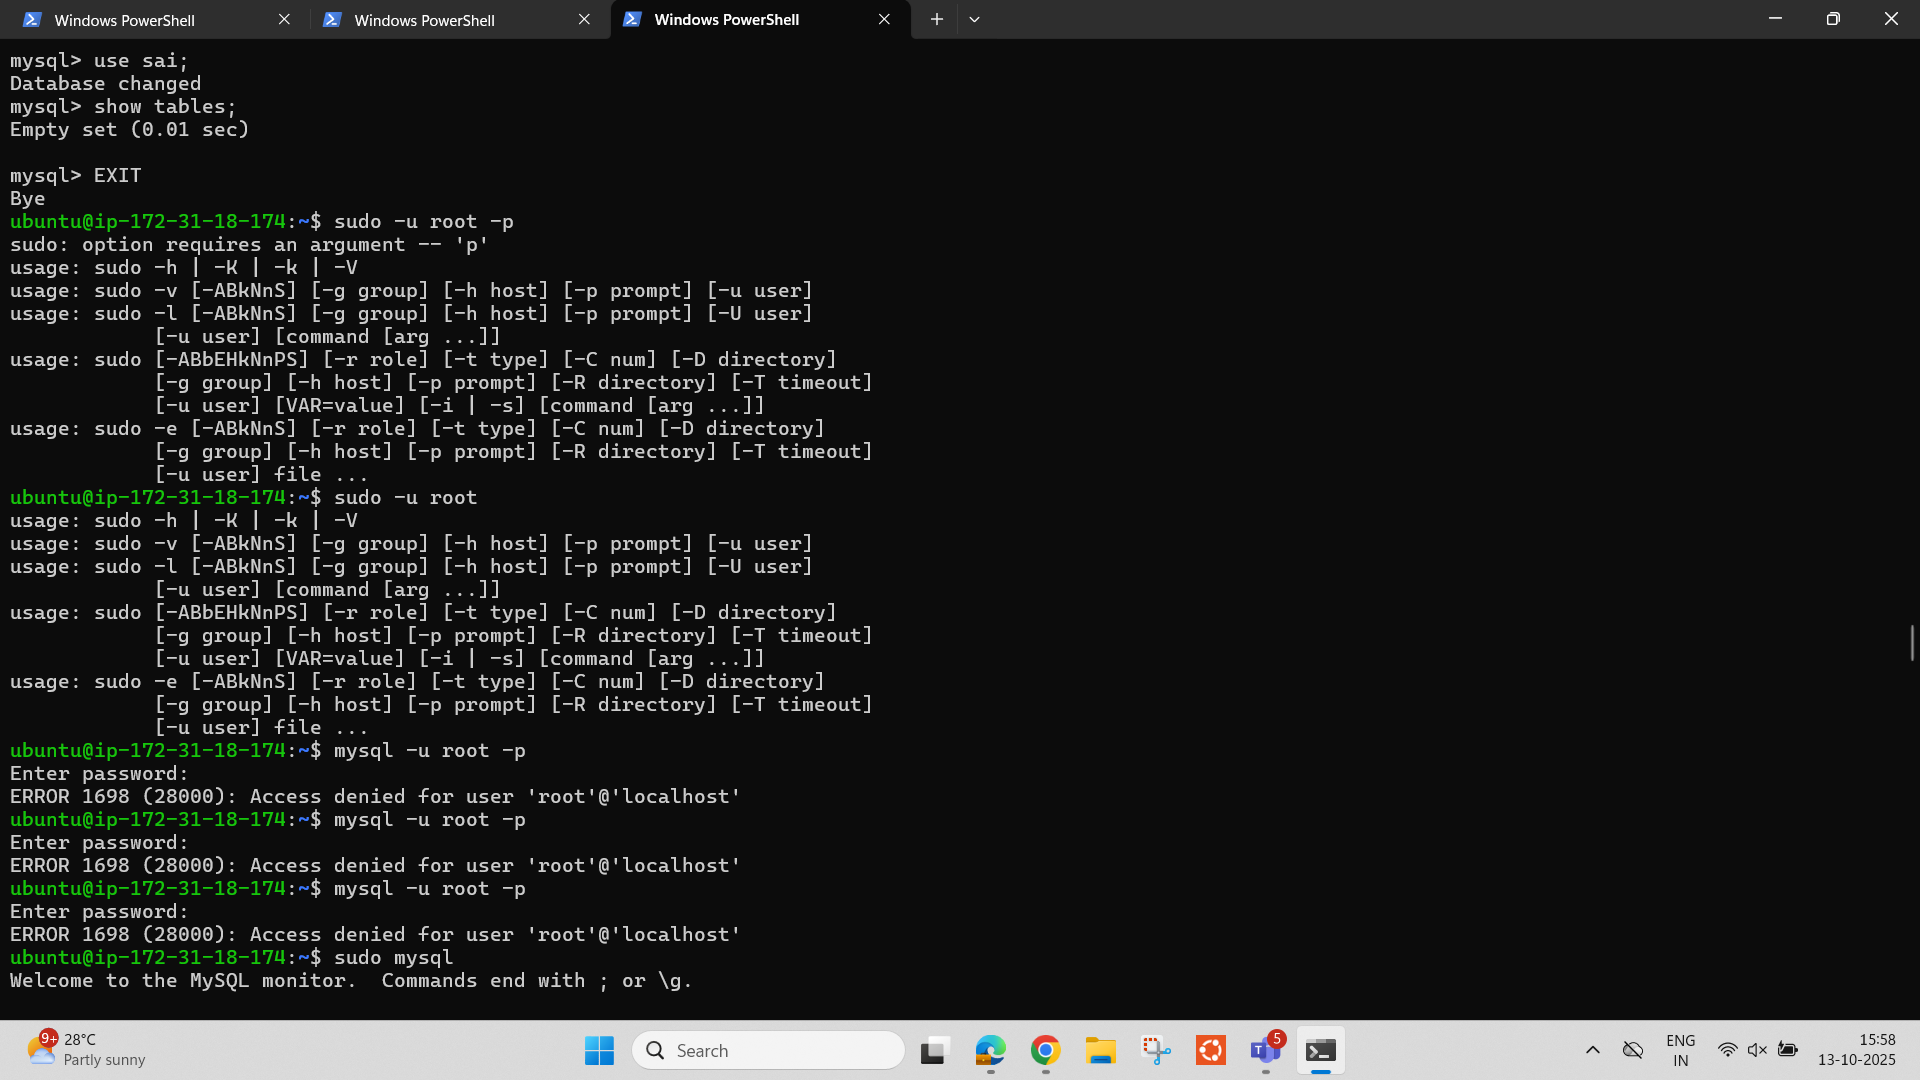 Windows PowerShell
Windows PowerShell
Windows PowerShell
mysql> use sai;
Database changed
mysql> show tables;
Empty set (0.01 sec)
mysql> EXIT
Bye
ubuntu@ip-172-31-18-174:~$ sudo -u root -p
sudo: option requires an argument -- 'p'
usage: sudo -h | -K | -k | -V
usage: sudo -v [-ABkNnS] [-g group] [-h host] [-p prompt] [-u user]
usage: sudo -l [-ABkNnS] [-g group] [-h host] [-p prompt] [-U user]
            [-u user] [command [arg ...]]
usage: sudo [-ABbEHkNnPS] [-r role] [-t type] [-C num] [-D directory]
            [-g group] [-h host] [-p prompt] [-R directory] [-T timeout]
            [-u user] [VAR=value] [-i | -s] [command [arg ...]]
usage: sudo -e [-ABkNnS] [-r role] [-t type] [-C num] [-D directory]
            [-g group] [-h host] [-p prompt] [-R directory] [-T timeout]
            [-u user] file ...
ubuntu@ip-172-31-18-174:~$ sudo -u root
usage: sudo -h | -K | -k | -V
usage: sudo -v [-ABkNnS] [-g group] [-h host] [-p prompt] [-u user]
usage: sudo -l [-ABkNnS] [-g group] [-h host] [-p prompt] [-U user]
            [-u user] [command [arg ...]]
usage: sudo [-ABbEHkNnPS] [-r role] [-t type] [-C num] [-D directory]
            [-g group] [-h host] [-p prompt] [-R directory] [-T timeout]
            [-u user] [VAR=value] [-i | -s] [command [arg ...]]
usage: sudo -e [-ABkNnS] [-r role] [-t type] [-C num] [-D directory]
            [-g group] [-h host] [-p prompt] [-R directory] [-T timeout]
            [-u user] file ...
ubuntu@ip-172-31-18-174:~$ mysql -u root -p
Enter password:
ERROR 1698 (28000): Access denied for user 'root'@'localhost'
ubuntu@ip-172-31-18-174:~$ mysql -u root -p
Enter password:
ERROR 1698 (28000): Access denied for user 'root'@'localhost'
ubuntu@ip-172-31-18-174:~$ mysql -u root -p
Enter password:
ERROR 1698 (28000): Access denied for user 'root'@'localhost'
ubuntu@ip-172-31-18-174:~$ sudo mysql
Welcome to the MySQL monitor.  Commands end with ; or \g.
9+
28°C
Partly sunny
Search
T
5
ENG
IN
15:58
13-10-2025